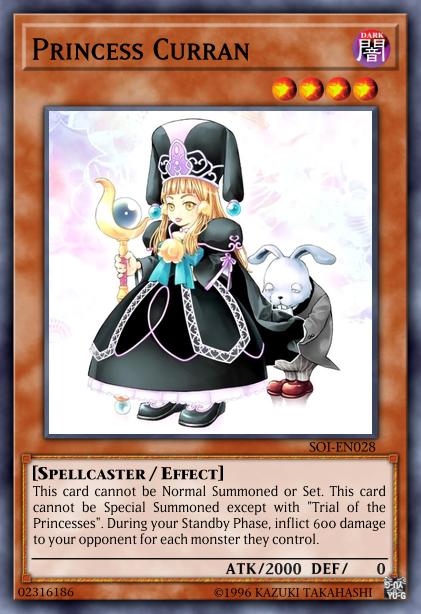 PRINCESS CURRAN
DARK
闇
SOI-EN028
[SPELLCASTER / EFFECT]
This card cannot be Normal Summoned or Set. This card
cannot be Special Summoned except with "Trial of the
Princesses". During your Standby Phase, inflict 600 damage
to your opponent for each monster they control.
ATK/2000 DEF/ 0
02316186 ©1996 KAZUKI TAKAHASHI